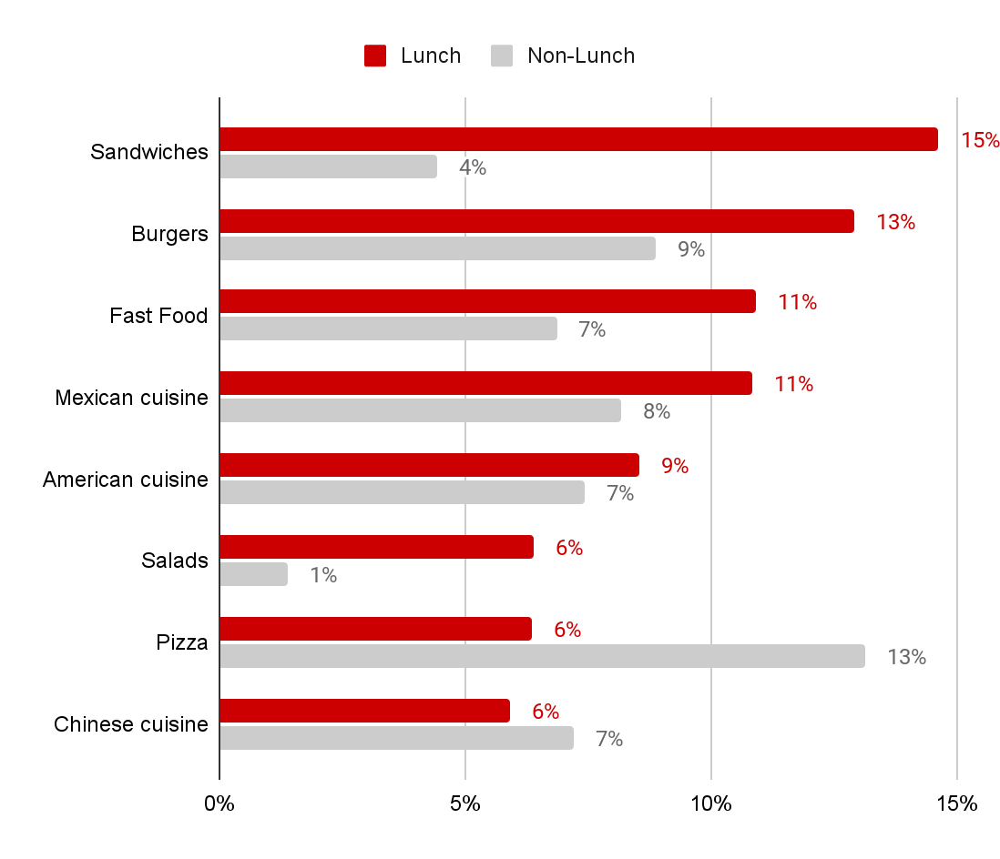 Lunch Non-Lunch
Sandwiches 15%
4%
Burgers 13%
9%
Fast Food 11%
7%
Mexican cuisine 11%
8%
American cuisine 9%
7%
Salads 6%
1%
Pizza 6%
13%
Chinese cuisine 6%
7%
0% 5% 10% 15%